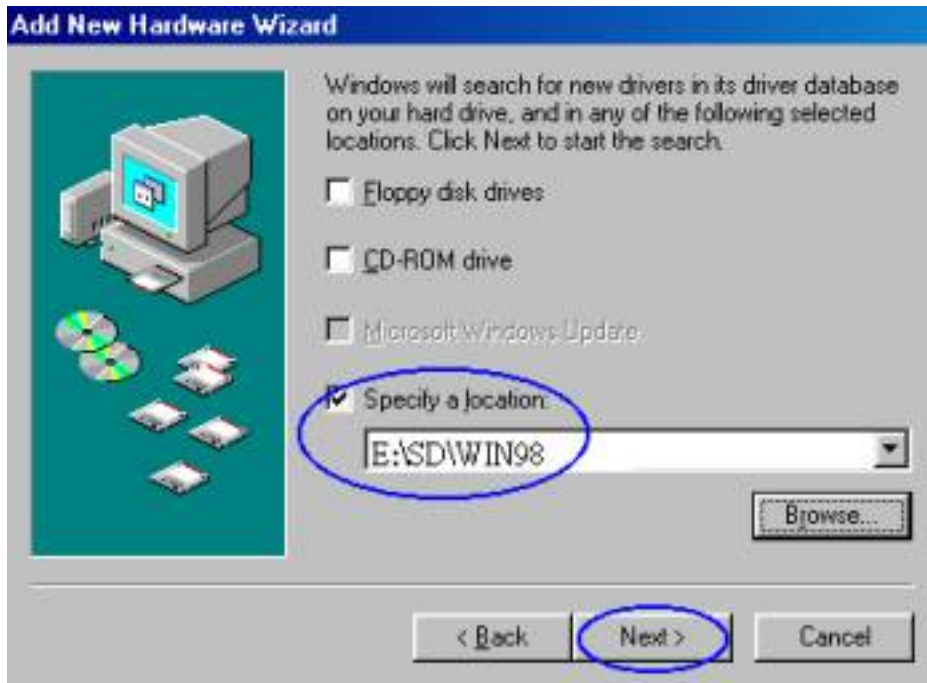 Add New Hardware Wizard
Windows will search for new drivers in its driver database
on your hard drive, and in any of the following selected
locations. Click Next to start the search.
Floppy disk drives
CD-ROM drive
Microsoft Windows Update
Specify a location:
E:\SD\WIN98
Browse...
< Back
Next >
Cancel